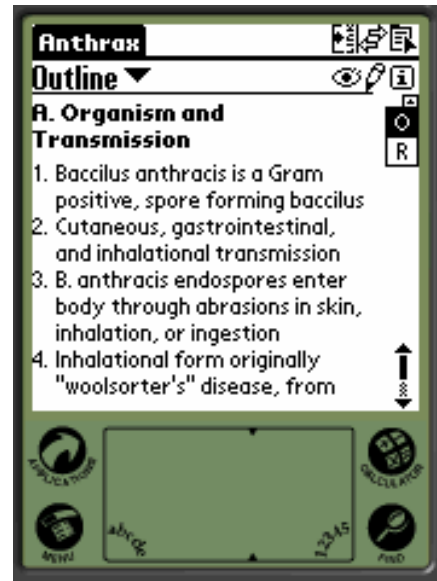 Anthrax
Outline
A. Organism and
Transmission
O
R
1. Baccilus anthracis is a Gram
positive, spore forming baccilus
2. Cutaneous, gastrointestinal,
and inhalational transmission
3. B. anthracis endospores enter
body through abrasions in skin,
inhalation, or ingestion
4. Inhalational form originally
"woolsorter's" disease, from
APPLICATIONS
CALCULATOR
MENU
abcde
12345
FIND